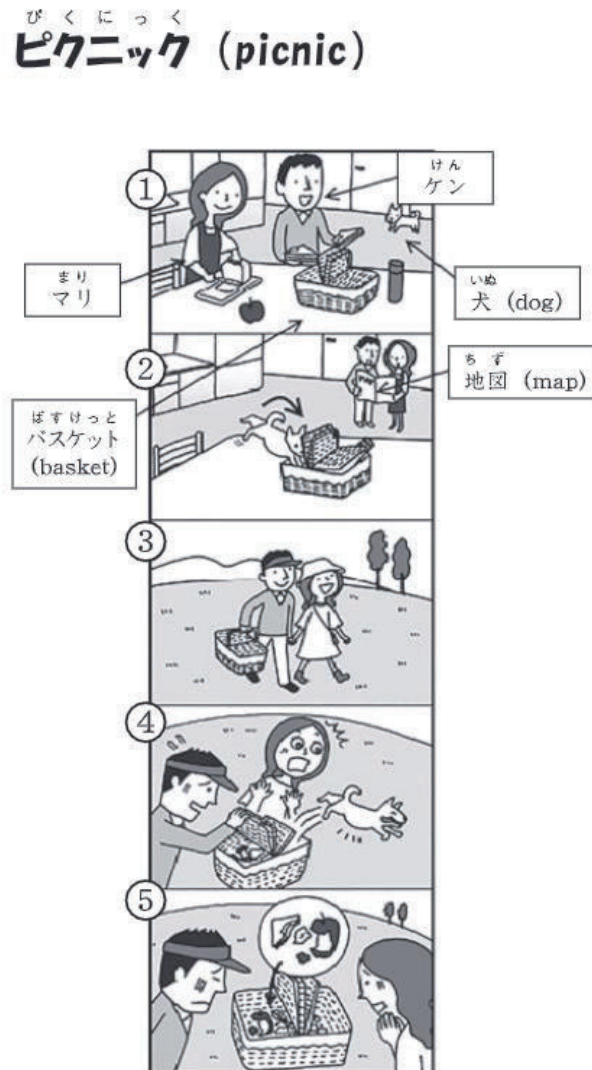 ぴくにっく
ピクニック (picnic)
①
けん
ケン
まり
マリ
いぬ
犬 (dog)
②
ちず
地図 (map)
ばすけっと
バスケット
(basket)
③
④
⑤